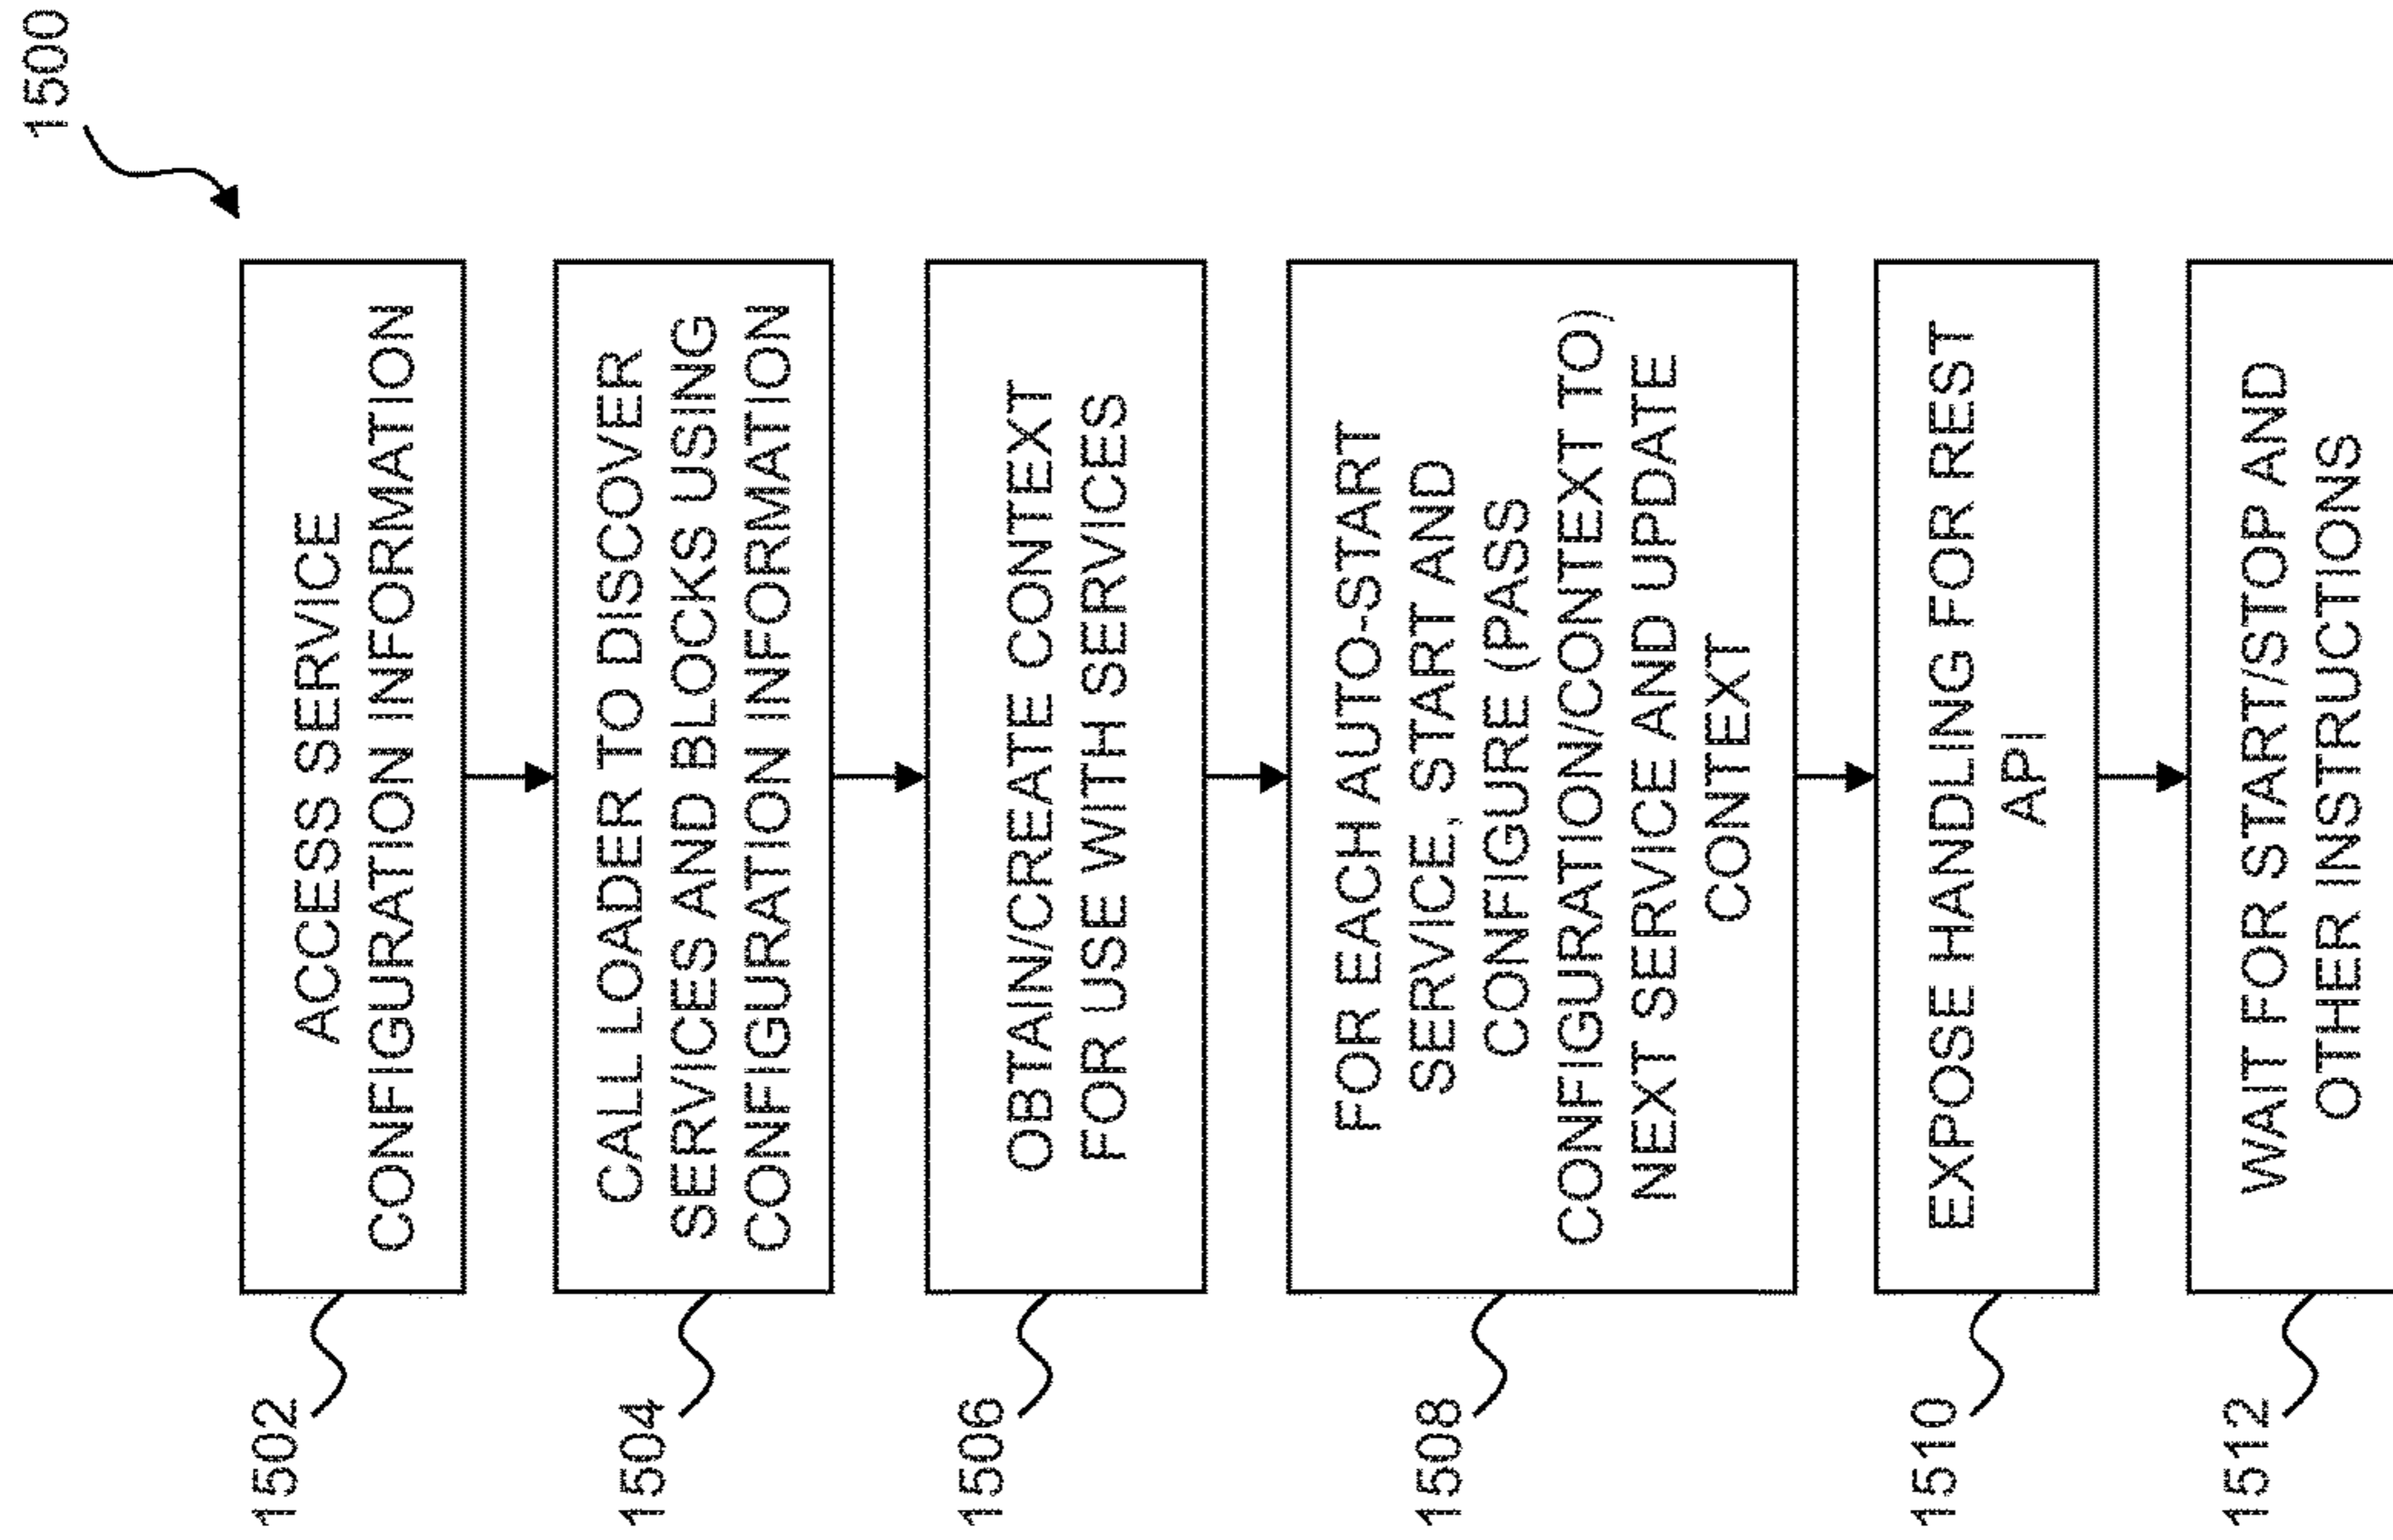 1500
1502
ACCESS SERVICE
CONFIGURATION INFORMATION
1504
CALL LOADER TO DISCOVER
SERVICES AND BLOCKS USING
CONFIGURATION INFORMATION
1506
OBTAIN/CREATE CONTEXT
FOR USE WITH SERVICES
1508
FOR EACH AUTO-START
SERVICE, START AND
CONFIGURE (PASS
CONFIGURATION/CONTEXT TO)
NEXT SERVICE AND UPDATE
CONTEXT
1510
EXPOSE HANDLING FOR REST
API
1512
WAIT FOR START/STOP AND
OTHER INSTRUCTIONS